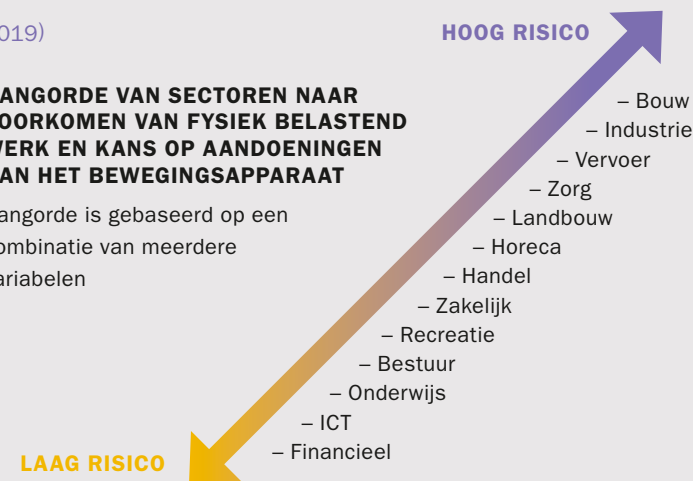 019)
HOOG RISICO
ANGORDE VAN SECTOREN NAAR
OORKOMEN VAN FYSIEK BELASTEND
WERK EN KANS OP AANDOENINGEN
AN HET BEWEGINGSAPPARAAT
angorde is gebaseerd op een
ombinatie van meerdere
ariabelen
– Bouw
– Industrie
– Vervoer
– Zorg
– Landbouw
– Horeca
– Handel
– Zakelijk
– Recreatie
– Bestuur
– Onderwijs
– ICT
– Financieel
LAAG RISICO